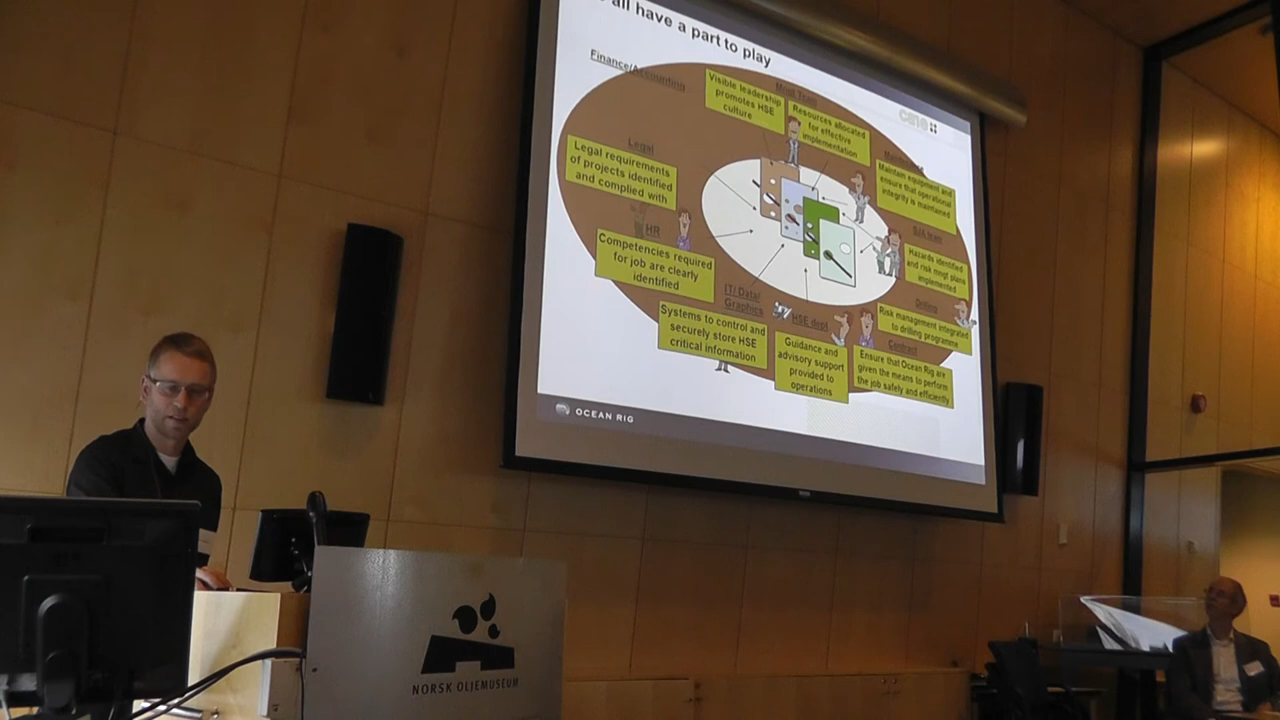 all have a part to play
Finance/Accounting
Mgmt Team
Visible leadership
promotes HSE
culture
Resources allocated
for effective
implementation
Legal
Legal requirements
of projects identified
and complied with
Maintain equipment and
ensure that operational
integrity is maintained
HR
Competencies required
for job are clearly
identified
Hazards identified
and risk mngt plans
implemented
IT/ Data/
Graphics
Systems to control and
securely store HSE
critical information
HSE dept
Guidance and
advisory support
provided to
operations
Drilling
Risk management integrated
to drilling programme
Contract
Ensure that Ocean Rig are
given the means to perform
the job safely and efficiently
OCEAN RIG
NORSK OLJEMUSEUM